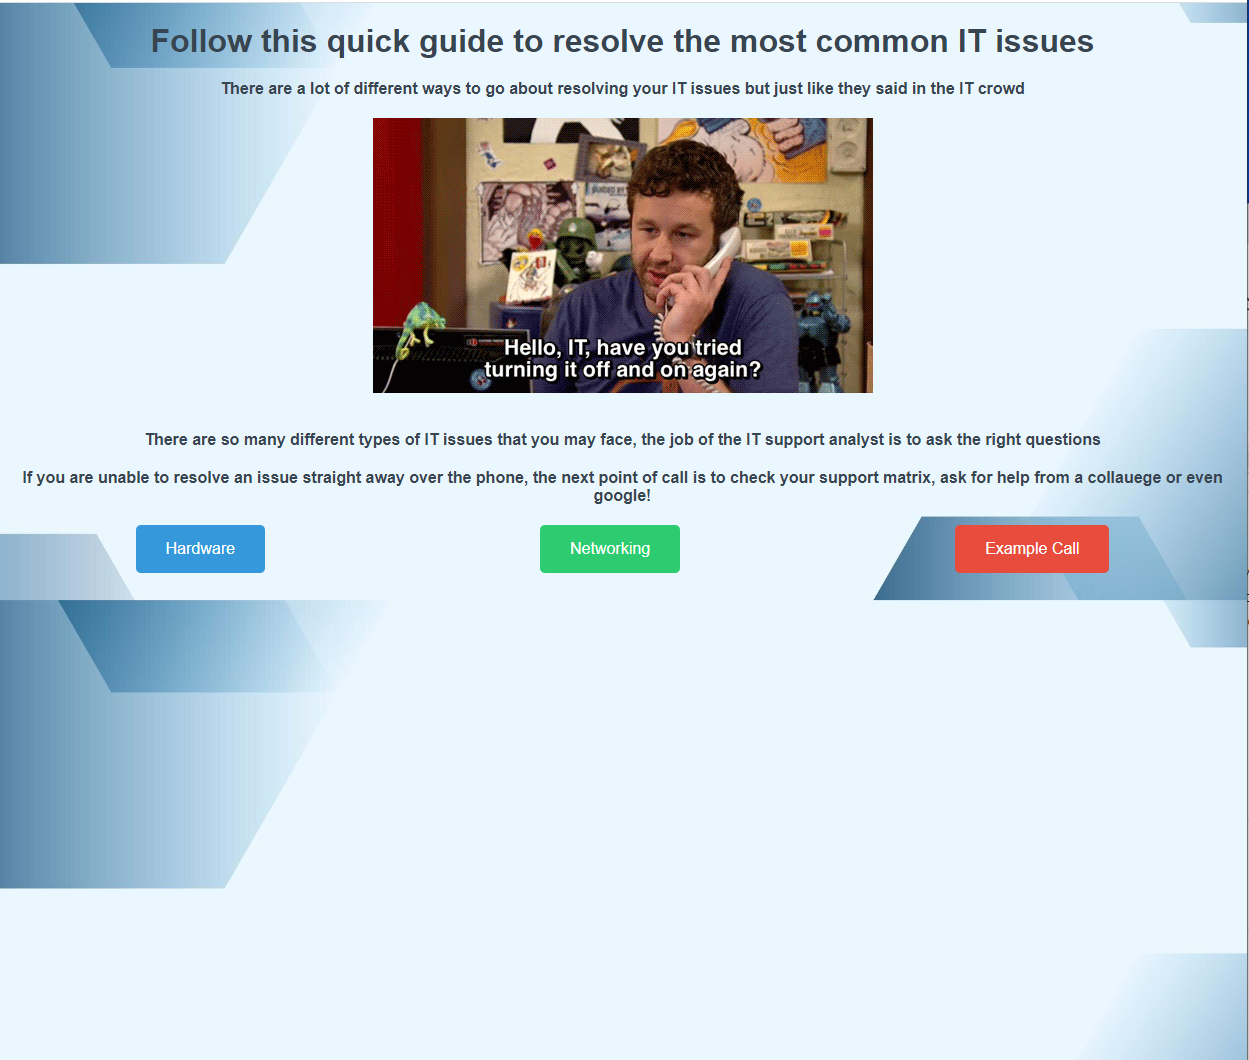 Follow this quick guide to resolve the most common IT issues
There are a lot of different ways to go about resolving your IT issues but just like they said in the IT crowd
Hello, IT, have you tried
turning it off and on again?
There are so many different types of IT issues that you may face, the job of the IT support analyst is to ask the right questions
If you are unable to resolve an issue straight away over the phone, the next point of call is to check your support matrix, ask for help from a collauege or even
google!
Hardware
Networking
Example Call